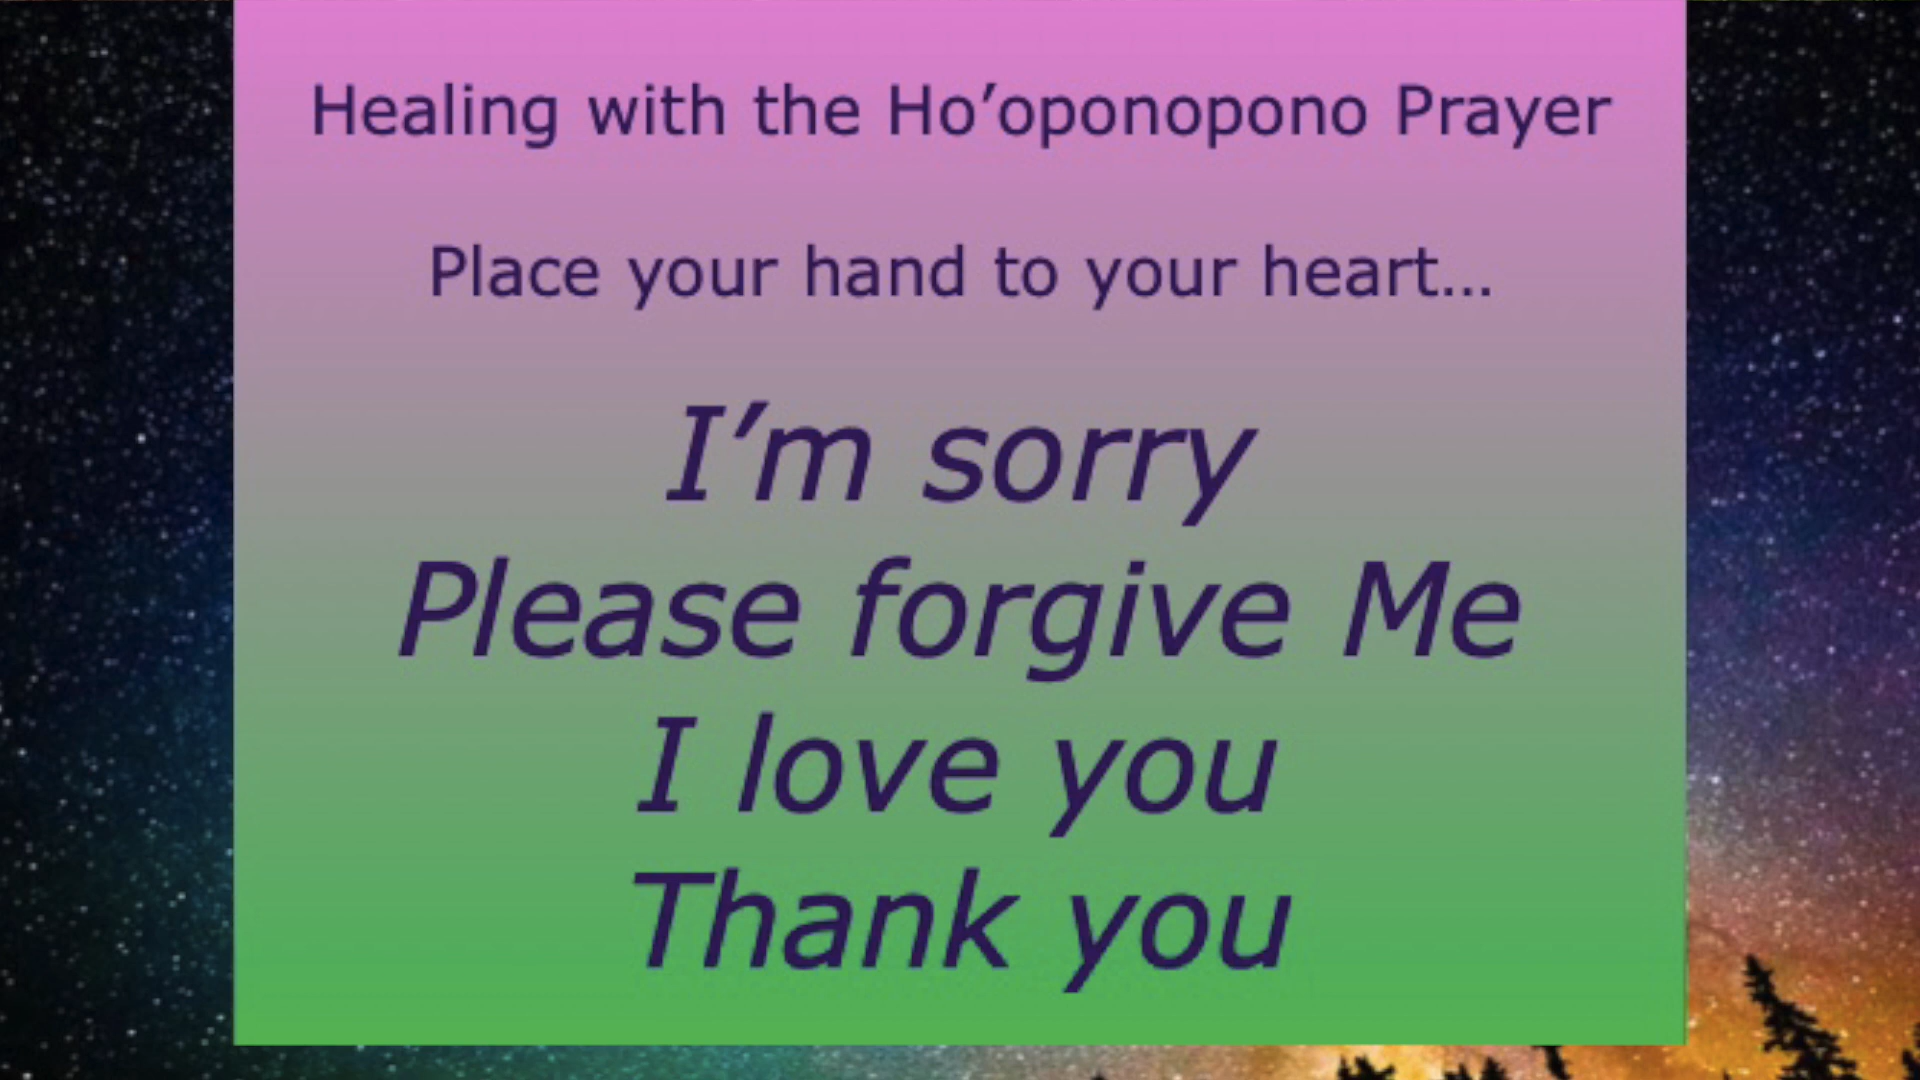 Healing with the Ho’oponopono Prayer
Place your hand to your heart...
I’m sorry
Please forgive Me
I love you
Thank you